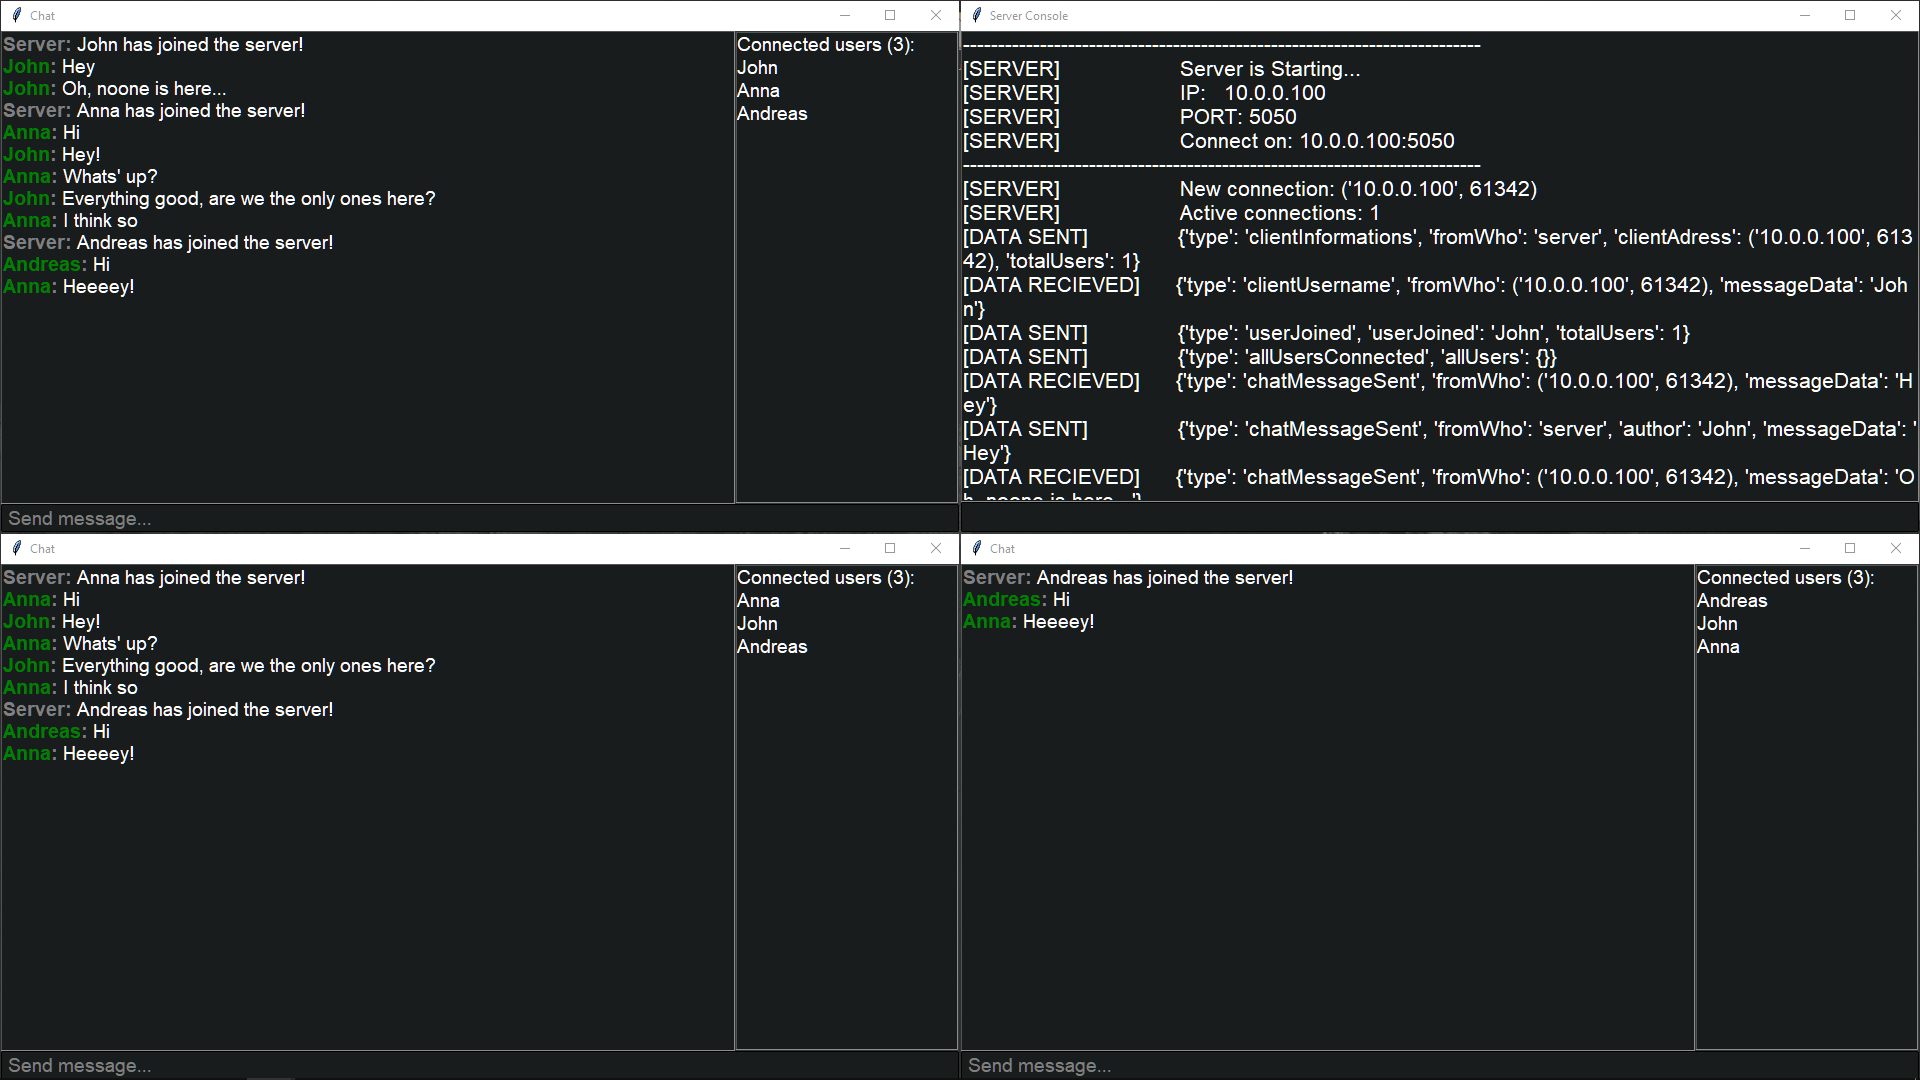 Chat
Server: John has joined the server!
John: Hey
John: Oh, noone is here...
Server: Anna has joined the server!
Anna: Hi
John: Hey!
Anna: Whats' up?
John: Everything good, are we the only ones here?
Anna: I think so
Server: Andreas has joined the server!
Andreas: Hi
Anna: Heeeey!
Connected users (3):
John
Anna
Andreas
Send message...
Server Console
--------------------------------------------------------------------------
[SERVER] Server is Starting...
[SERVER] IP: 10.0.0.100
[SERVER] PORT: 5050
[SERVER] Connect on: 10.0.0.100:5050
--------------------------------------------------------------------------
[SERVER] New connection: ('10.0.0.100', 61342)
[SERVER] Active connections: 1
[DATA SENT] {'type': 'clientInformations', 'fromWho': 'server', 'clientAdress': ('10.0.0.100', 613
42), 'totalUsers': 1}
[DATA RECIEVED] {'type': 'clientUsername', 'fromWho': ('10.0.0.100', 61342), 'messageData': 'Joh
n'}
[DATA SENT] {'type': 'userJoined', 'userJoined': 'John', 'totalUsers': 1}
[DATA SENT] {'type': 'allUsersConnected', 'allUsers': {}}
[DATA RECIEVED] {'type': 'chatMessageSent', 'fromWho': ('10.0.0.100', 61342), 'messageData': 'H
ey'}
[DATA SENT] {'type': 'chatMessageSent', 'fromWho': 'server', 'author': 'John', 'messageData': '
Hey'}
[DATA RECIEVED] {'type': 'chatMessageSent', 'fromWho': ('10.0.0.100', 61342), 'messageData': 'O
h, noone is here...'}
Chat
Server: Anna has joined the server!
Anna: Hi
John: Hey!
Anna: Whats' up?
John: Everything good, are we the only ones here?
Anna: I think so
Server: Andreas has joined the server!
Andreas: Hi
Anna: Heeeey!
Connected users (3):
Anna
John
Andreas
Send message...
Chat
Server: Andreas has joined the server!
Andreas: Hi
Anna: Heeeey!
Connected users (3):
Andreas
John
Anna
Send message...